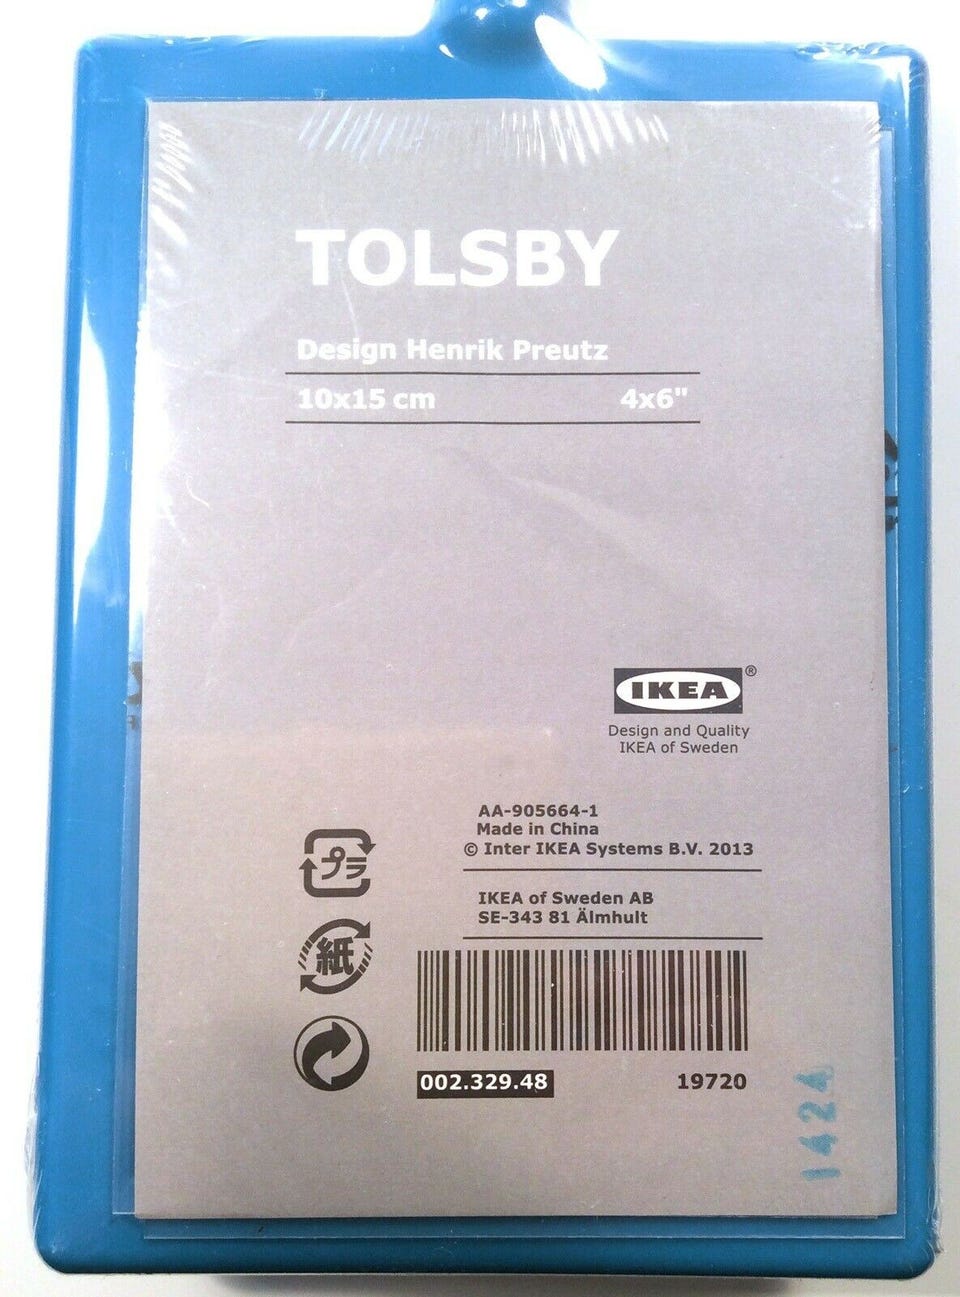 TOLSBY
Design Henrik Preutz
10x15 cm 4x6"
IKEA®
Design and Quality
IKEA of Sweden
AA-905664-1
Made in China
© Inter IKEA Systems B.V. 2013
プラ
IKEA of Sweden AB
SE-343 81 Älmhult
紙
002.329.48 19720
1424